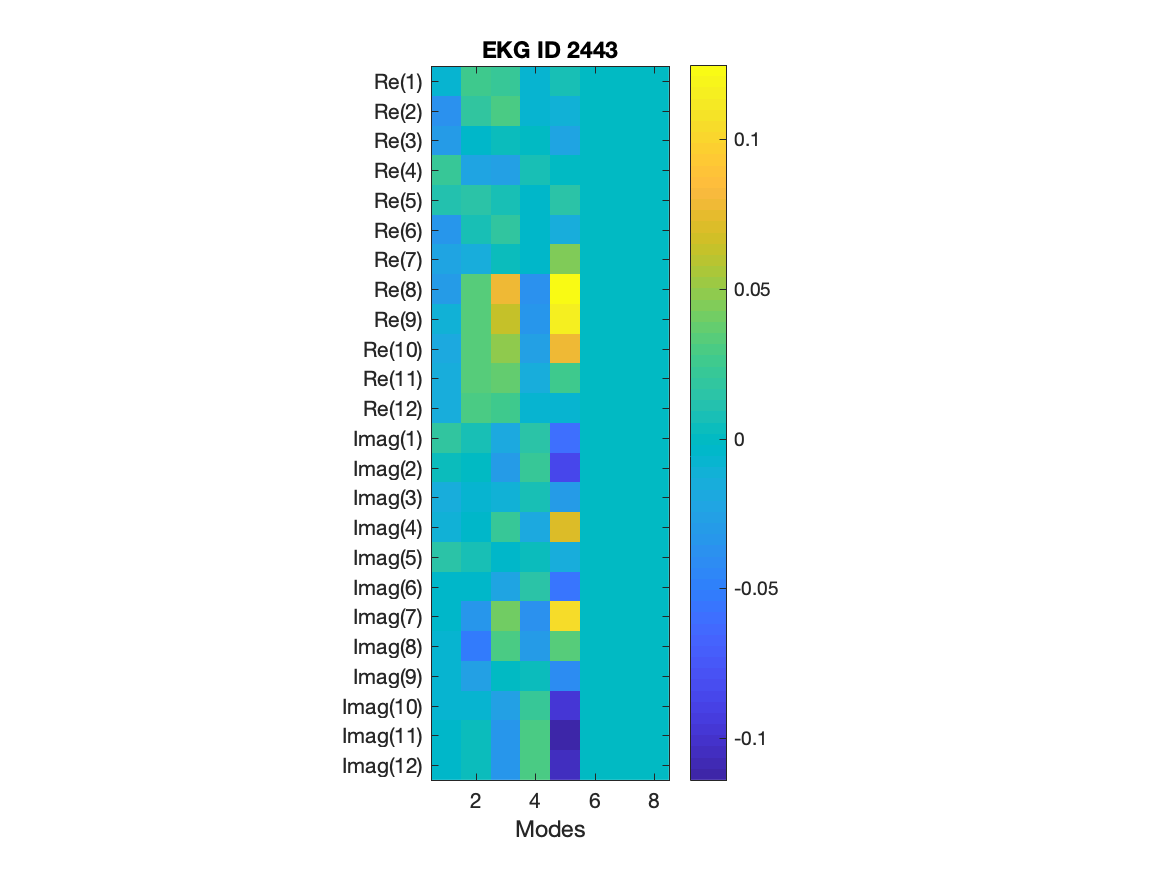 EKG ID 2443
Re(1)
Re(2)
Re(3)
Re(4)
Re(5)
Re(6)
Re(7)
Re(8)
Re(9)
Re(10)
Re(11)
Re(12)
Imag(1)
Imag(2)
Imag(3)
Imag(4)
Imag(5)
Imag(6)
Imag(7)
Imag(8)
Imag(9)
Imag(10)
Imag(11)
Imag(12)
2 4 6 8
Modes
0.1
0.05
0
-0.05
-0.1